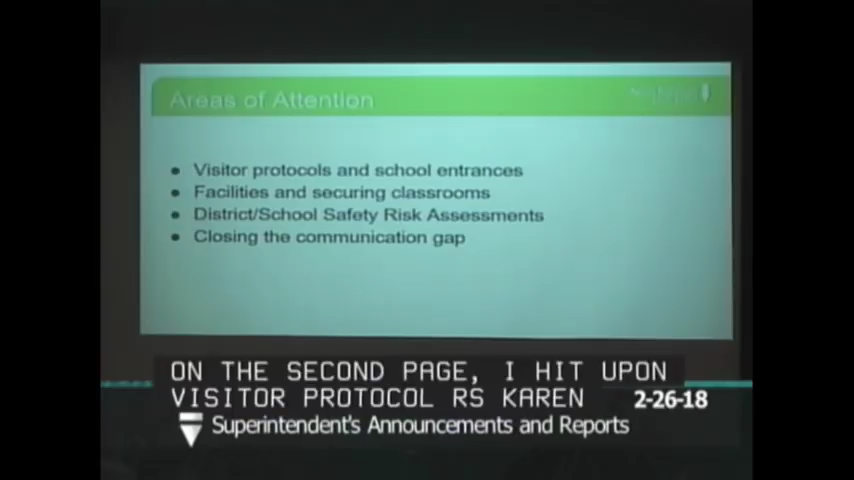 Areas of Attention
• Visitor protocols and school entrances
• Facilities and securing classrooms
• District/School Safety Risk Assessments
• Closing the communication gap
ON THE SECOND PAGE, I HIT UPON
VISITOR PROTOCOL RS KAREN
2-26-18
Superintendent's Announcements and Reports